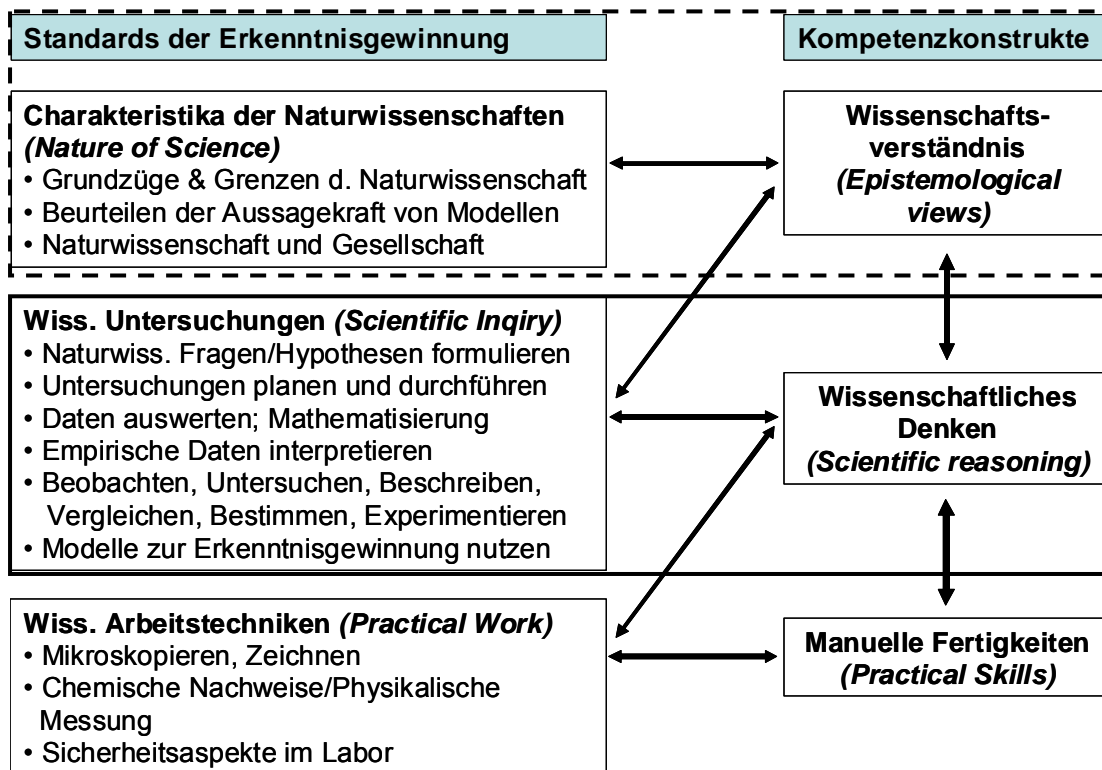 Standards der Erkenntnisgewinnung
Kompetenzkonstrukte
Charakteristika der Naturwissenschaften
(Nature of Science)
• Grundzüge & Grenzen d. Naturwissenschaft
• Beurteilen der Aussagekraft von Modellen
• Naturwissenschaft und Gesellschaft
Wissenschafts-
verständnis
(Epistemological
views)
Wiss. Untersuchungen (Scientific Inqiry)
• Naturwiss. Fragen/Hypothesen formulieren
• Untersuchungen planen und durchführen
• Daten auswerten; Mathematisierung
• Empirische Daten interpretieren
• Beobachten, Untersuchen, Beschreiben,
Vergleichen, Bestimmen, Experimentieren
• Modelle zur Erkenntnisgewinnung nutzen
Wissenschaftliches
Denken
(Scientific reasoning)
Wiss. Arbeitstechniken (Practical Work)
• Mikroskopieren, Zeichnen
• Chemische Nachweise/Physikalische
Messung
• Sicherheitsaspekte im Labor
Manuelle Fertigkeiten
(Practical Skills)